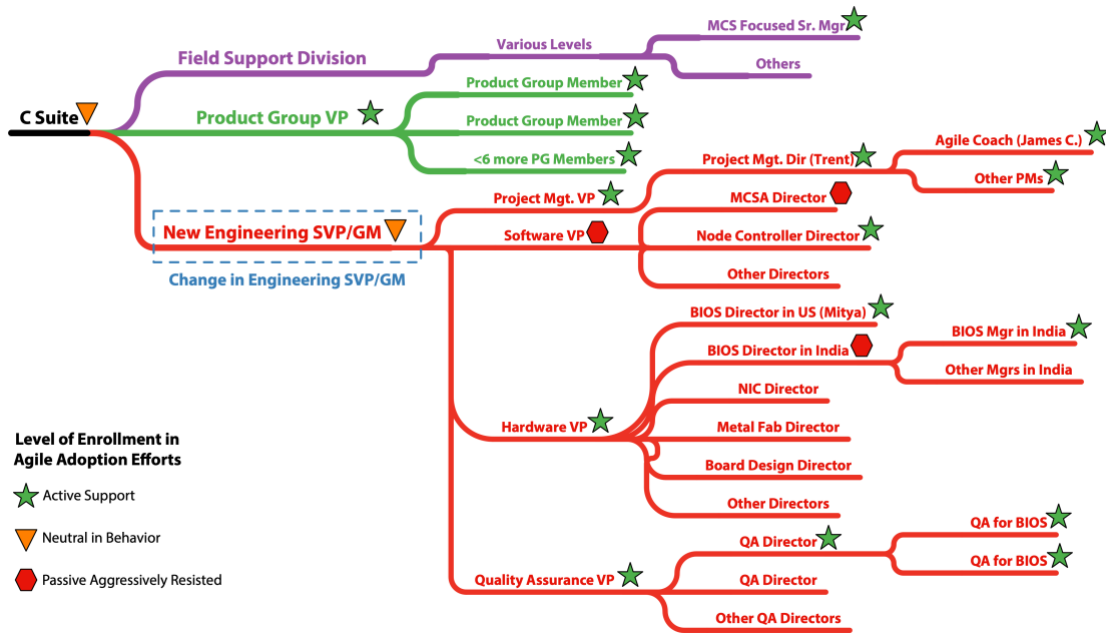 MCS Focused Sr. Mgr
Various Levels
Field Support Division
Others
Product Group Member
C Suite
Product Group VP
Product Group Member
Agile Coach (James C.)
<6 more PG Members
Project Mgt. Dir (Trent)
Other PMs
Project Mgt. VP
MCSA Director
New Engineering SVP/GM
Software VP
Node Controller Director
Change in Engineering SVP/GM
Other Directors
BIOS Director in US (Mitya)
BIOS Mgr in India
BIOS Director in India
Other Mgrs in India
NIC Director
Hardware VP
Metal Fab Director
Board Design Director
Other Directors
Level of Enrollment in
Agile Adoption Efforts
Active Support
Neutral in Behavior
Passive Aggressively Resisted
QA for BIOS
QA Director
QA for BIOS
Quality Assurance VP
QA Director
Other QA Directors